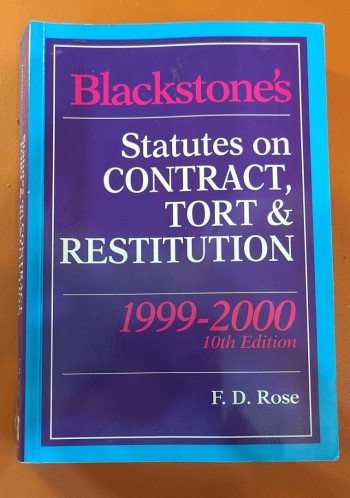 Blackstone's
Statutes on
CONTRACT,
TORT &
RESTITUTION
1999-2000
10th Edition
F. D. Rose